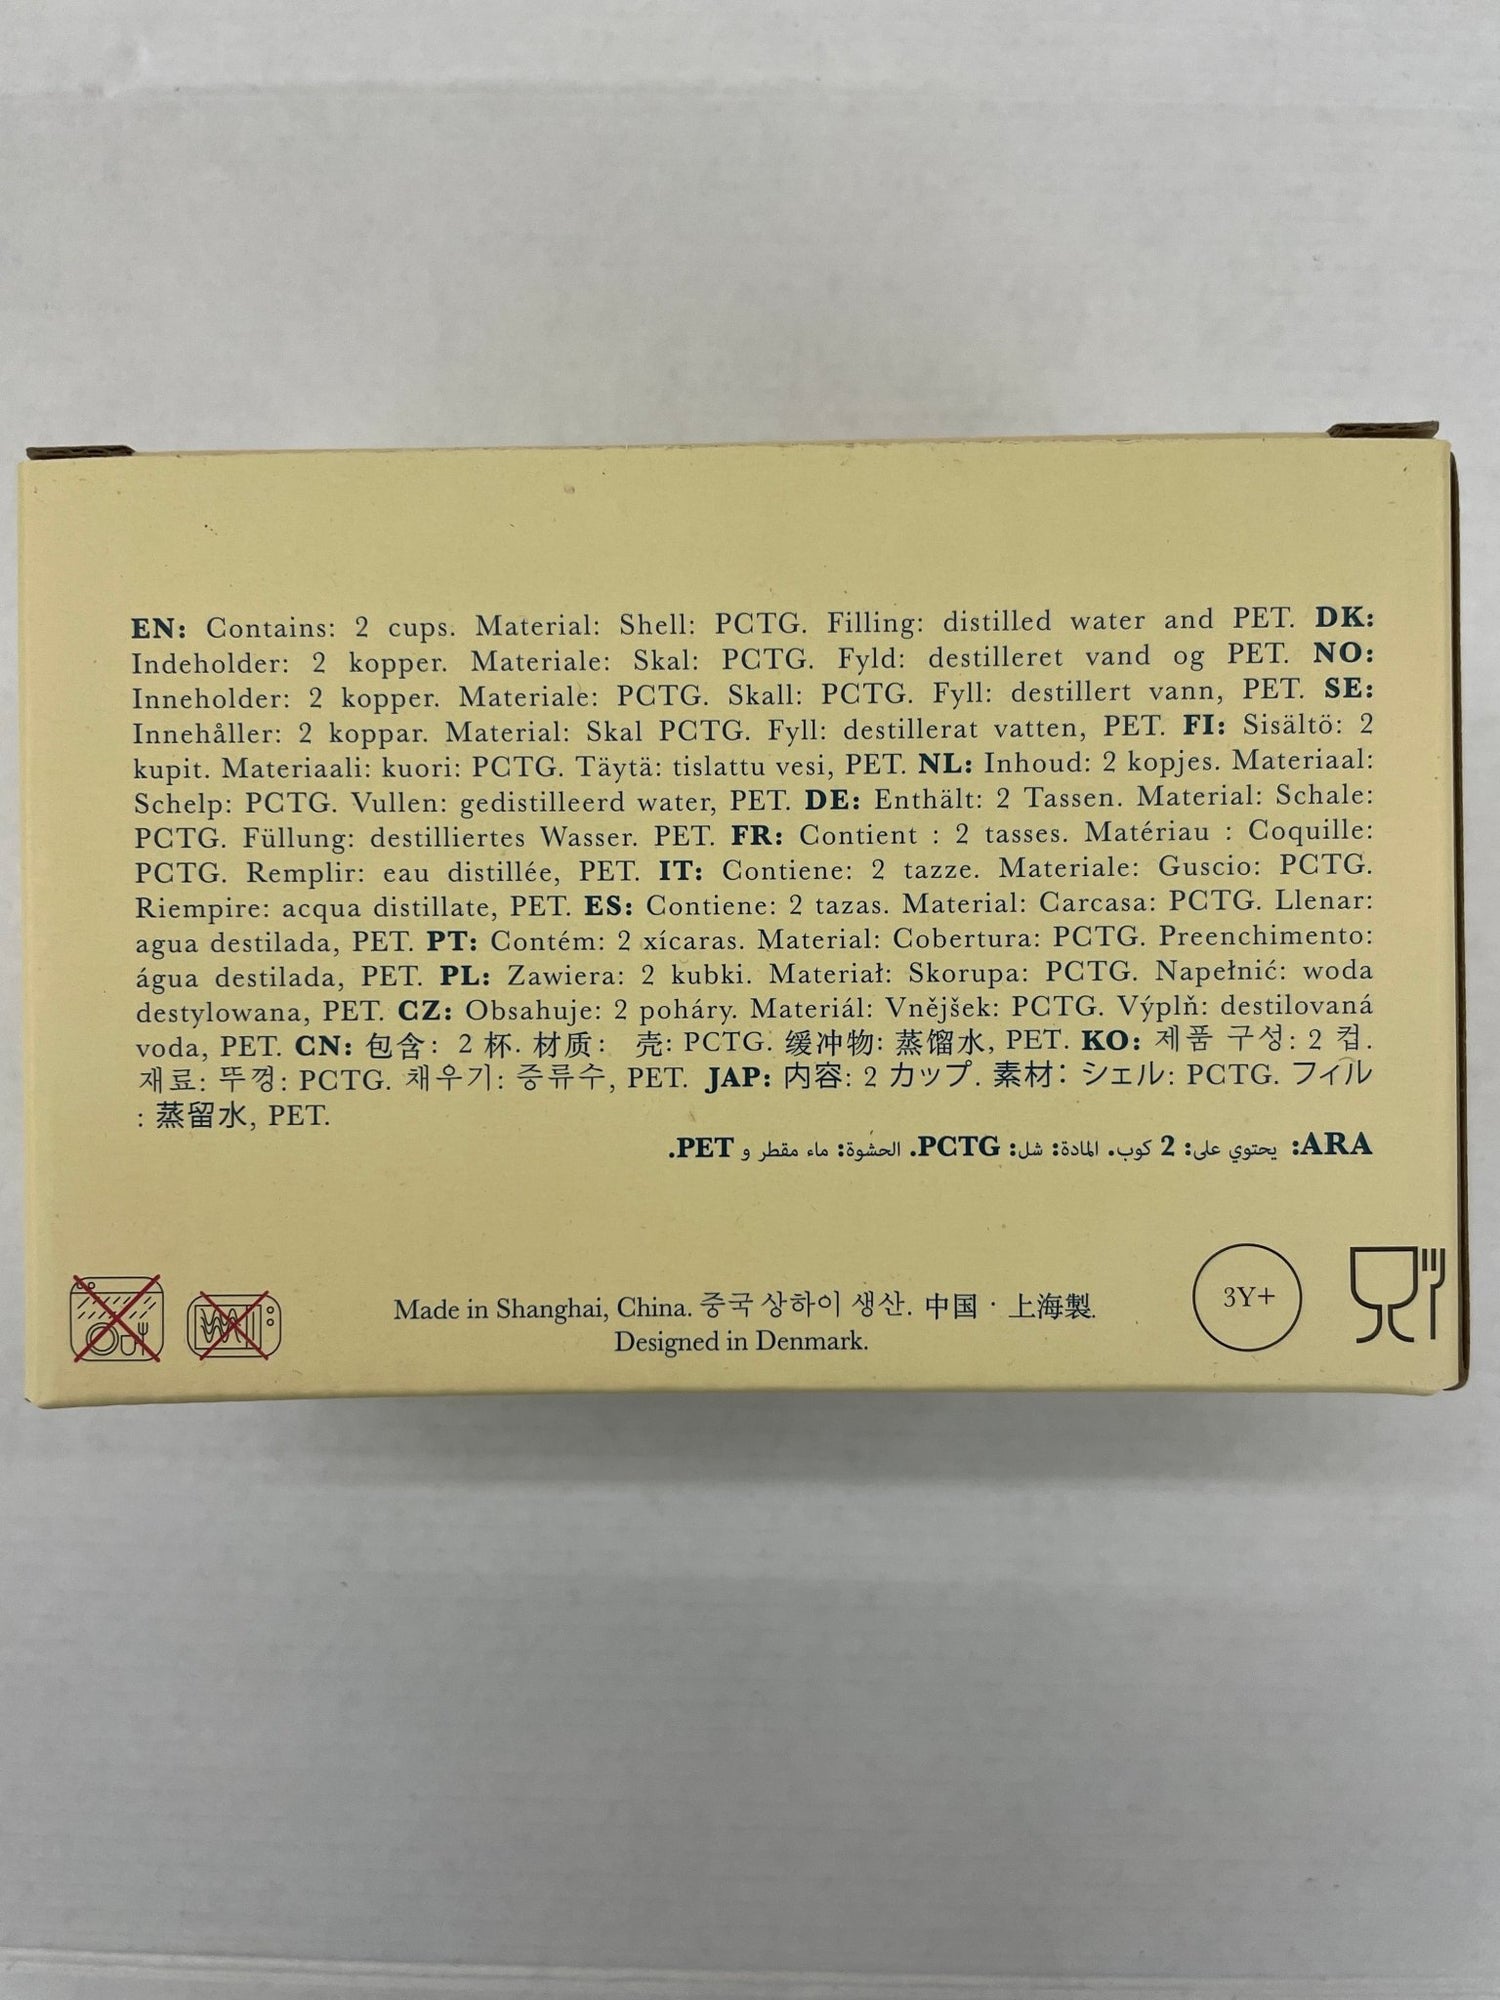 EN: Contains: 2 cups. Material: Shell: PCTG. Filling: distilled water and PET. DK:
Indeholder: 2 kopper. Materiale: Skal: PCTG. Fyld: destilleret vand og PET. NO:
Inneholder: 2 kopper. Materiale: PCTG. Skall: PCTG. Fyll: destillert vann, PET. SE:
Innehåller: 2 koppar. Material: Skal PCTG. Fyll: destillerat vatten, PET. FI: Sisältö: 2
kupit. Materiaali: kuori: PCTG. Täytä: tislattu vesi, PET. NL: Inhoud: 2 kopjes. Materiaal:
Schelp: PCTG. Vullen: gedistilleerd water, PET. DE: Enthält: 2 Tassen. Material: Schale:
PCTG. Füllung: destilliertes Wasser. PET. FR: Contient : 2 tasses. Matériau : Coquille:
PCTG. Remplir: eau distillée, PET. IT: Contiene: 2 tazze. Materiale: Guscio: PCTG.
Riempire: acqua distillate, PET. ES: Contiene: 2 tazas. Material: Carcasa: PCTG. Llenar:
agua destilada, PET. PT: Contém: 2 xícaras. Material: Cobertura: PCTG. Preenchimento:
água destilada, PET. PL: Zawiera: 2 kubki. Materiał: Skorupa: PCTG. Napełnić: woda
destylowana, PET. CZ: Obsahuje: 2 poháry. Materiál: Vnějšek: PCTG. Výplň: destilovaná
voda, PET. CN: 包含: 2 杯. 材质: 壳: PCTG. 缓冲物: 蒸馏水, PET. KO: 제품 구성: 2 컵.
재료: 뚜껑: PCTG. 채우기: 증류수, PET. JAP: 内容: 2 カップ. 素材: シェル: PCTG. フィル
: 蒸留水, PET.
ARA: يحتوي على: 2 كوب. المادة: شل: PCTG. الحشوة: ماء مقطر و PET.
Made in Shanghai, China. 중국 상하이 생산. 中国・上海製.
Designed in Denmark.
3Y+